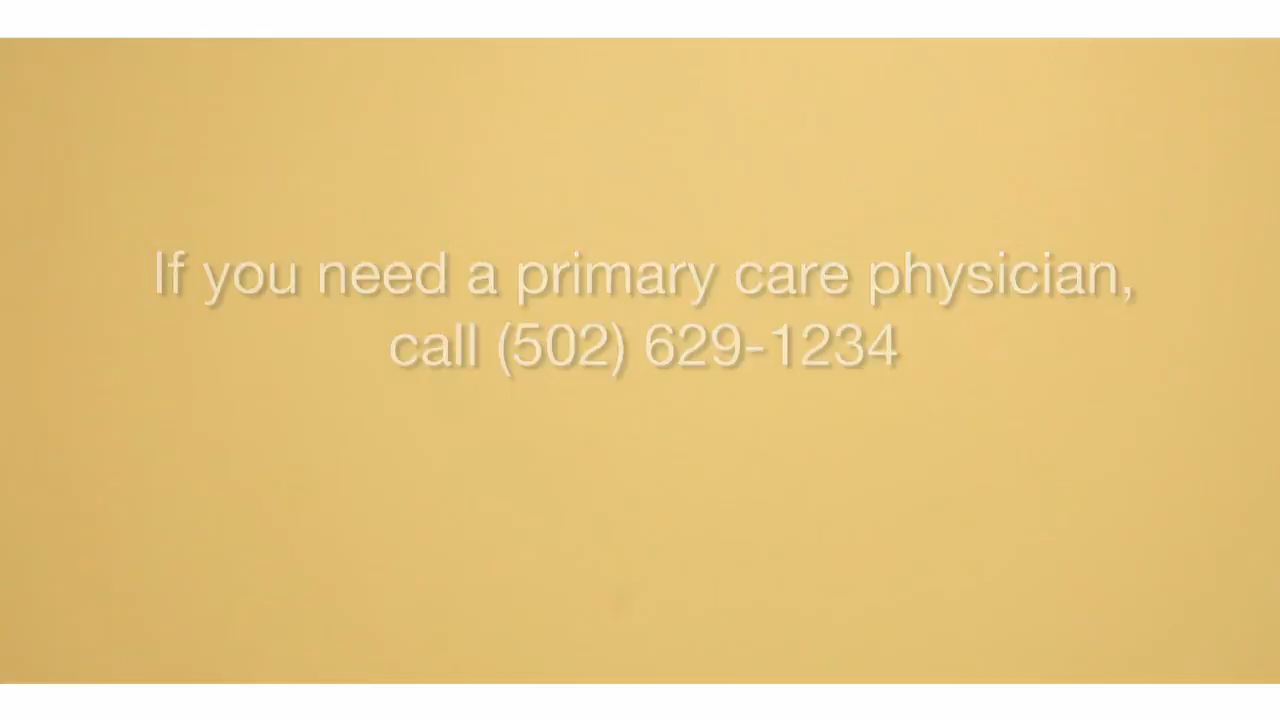 If you need a primary care physician,
call (502) 629-1234